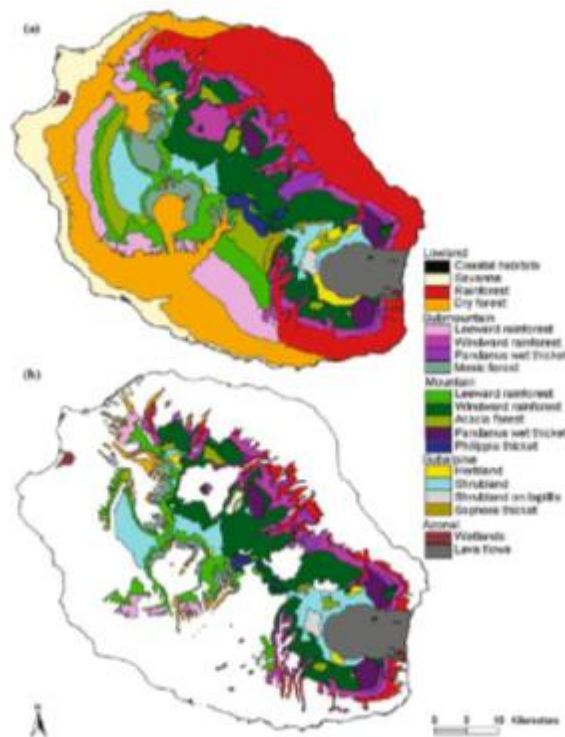 (a)
Lowland
Coastal habitats
Savanna
Rainforest
Dry forest
Submountain
Leeward rainforest
Windward rainforest
Pandanus wet thicket
Mesic forest
Mountain
Leeward rainforest
Windward rainforest
Acacia forest
Pandanus wet thicket
Philippia thicket
Subalpine
Herbland
Shrubland
Shrubland on lapillis
Sophora thicket
Azonal
Wetlands
Lava flows
(b)
N
0 5 10 Kilometers